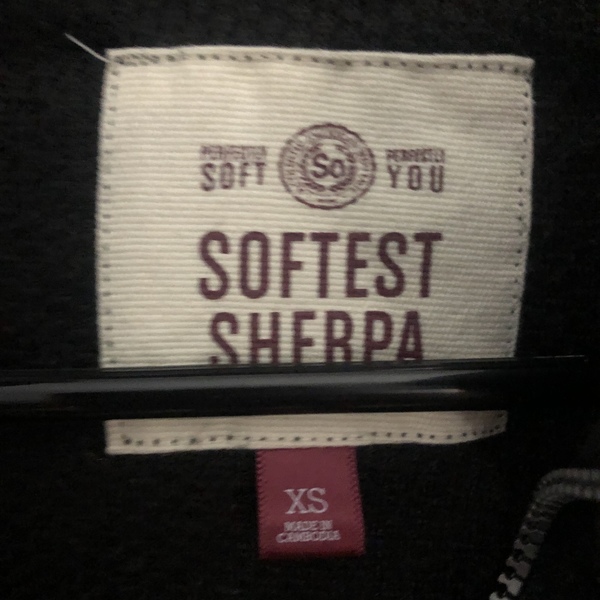 PERFECTLY PERFECTLY
SOFT So YOU
SOFTEST
SHERPA
XS
MADE IN
CAMBODIA